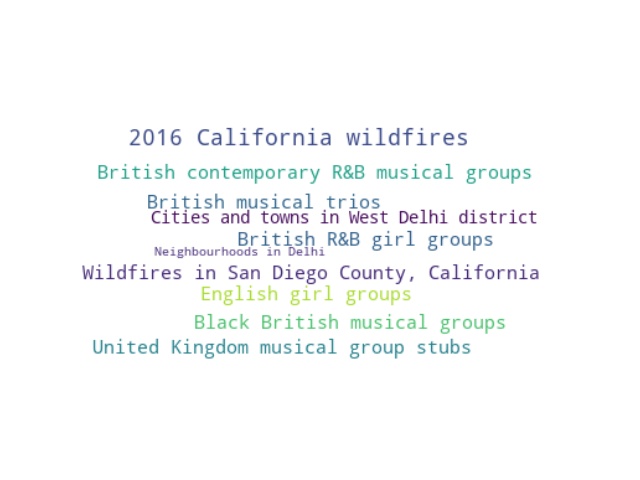 2016 California wildfires
British contemporary R&B musical groups
British musical trios
Cities and towns in West Delhi district
British R&B girl groups
Neighbourhoods in Delhi
Wildfires in San Diego County, California
English girl groups
Black British musical groups
United Kingdom musical group stubs